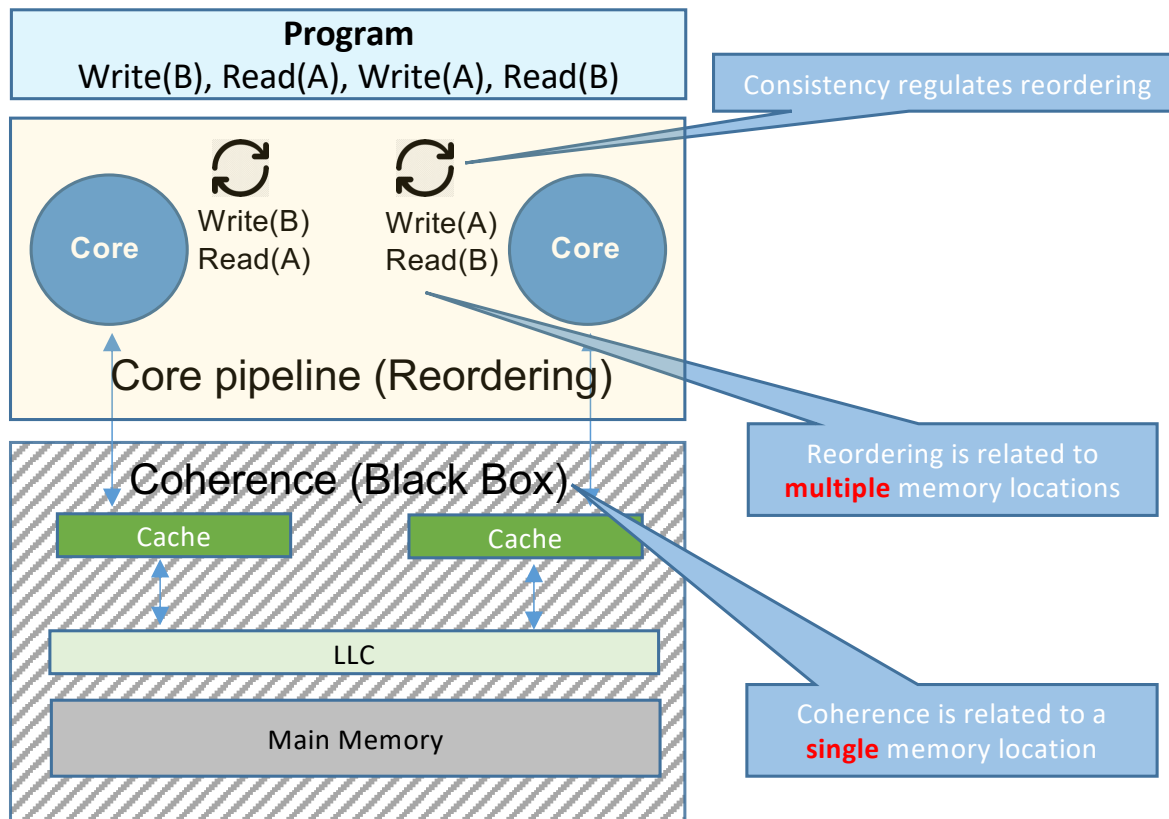 Program
Write(B), Read(A), Write(A), Read(B)
Consistency regulates reordering
Core
Write(B)
Read(A)
Write(A)
Read(B)
Core
Core pipeline (Reordering)
Reordering is related to
multiple memory locations
Coherence (Black Box)
Cache
Cache
LLC
Main Memory
Coherence is related to a
single memory location